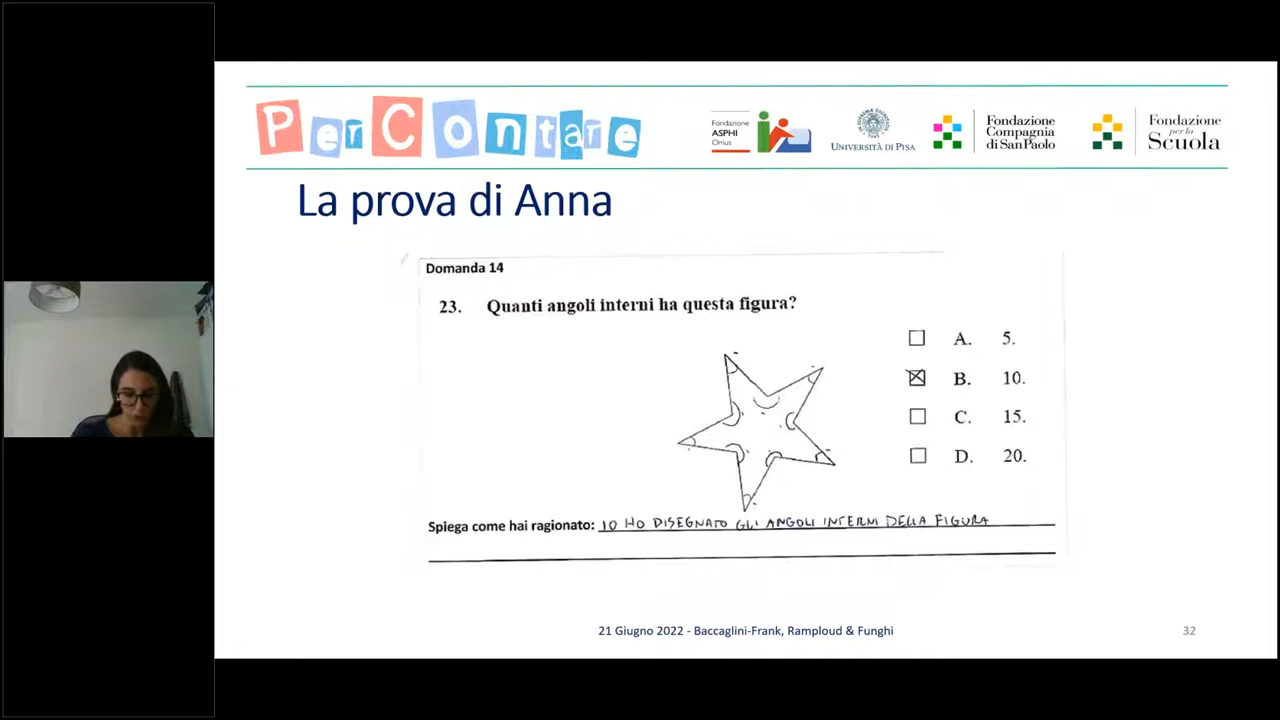 PerContare
Fondazione
ASPHI
Onlus
UNIVERSITÀ DI PISA
Fondazione
Compagnia
di San Paolo
Fondazione
per la
Scuola
La prova di Anna
Domanda 14
23. Quanti angoli interni ha questa figura?
A. 5.
B. 10.
C. 15.
D. 20.
Spiega come hai ragionato: IO HO DISEGNATO GLI ANGOLI INTERNI DELLA FIGURA
21 Giugno 2022 - Baccaglini-Frank, Ramploud & Funghi
32